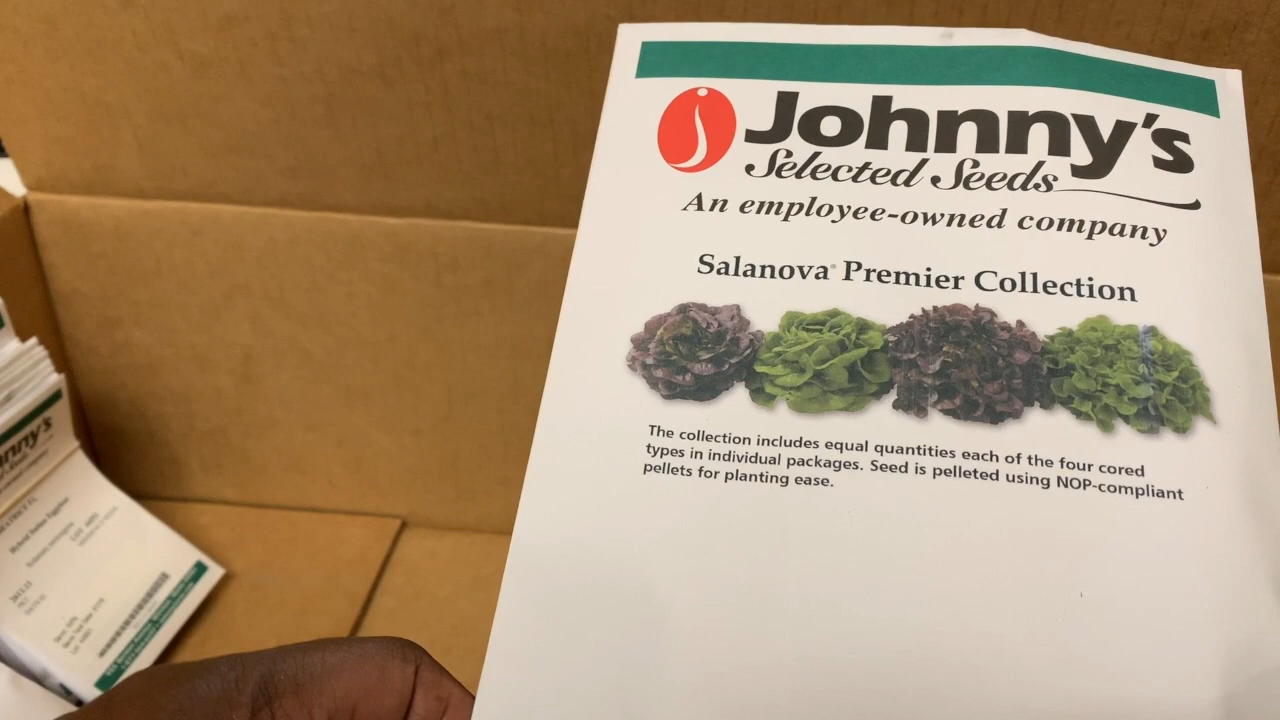 Johnny's
Selected Seeds
An employee-owned company
Salanova® Premier Collection
The collection includes equal quantities each of the four cored
types in individual packages. Seed is pelleted using NOP-compliant
pellets for planting ease.
nny's